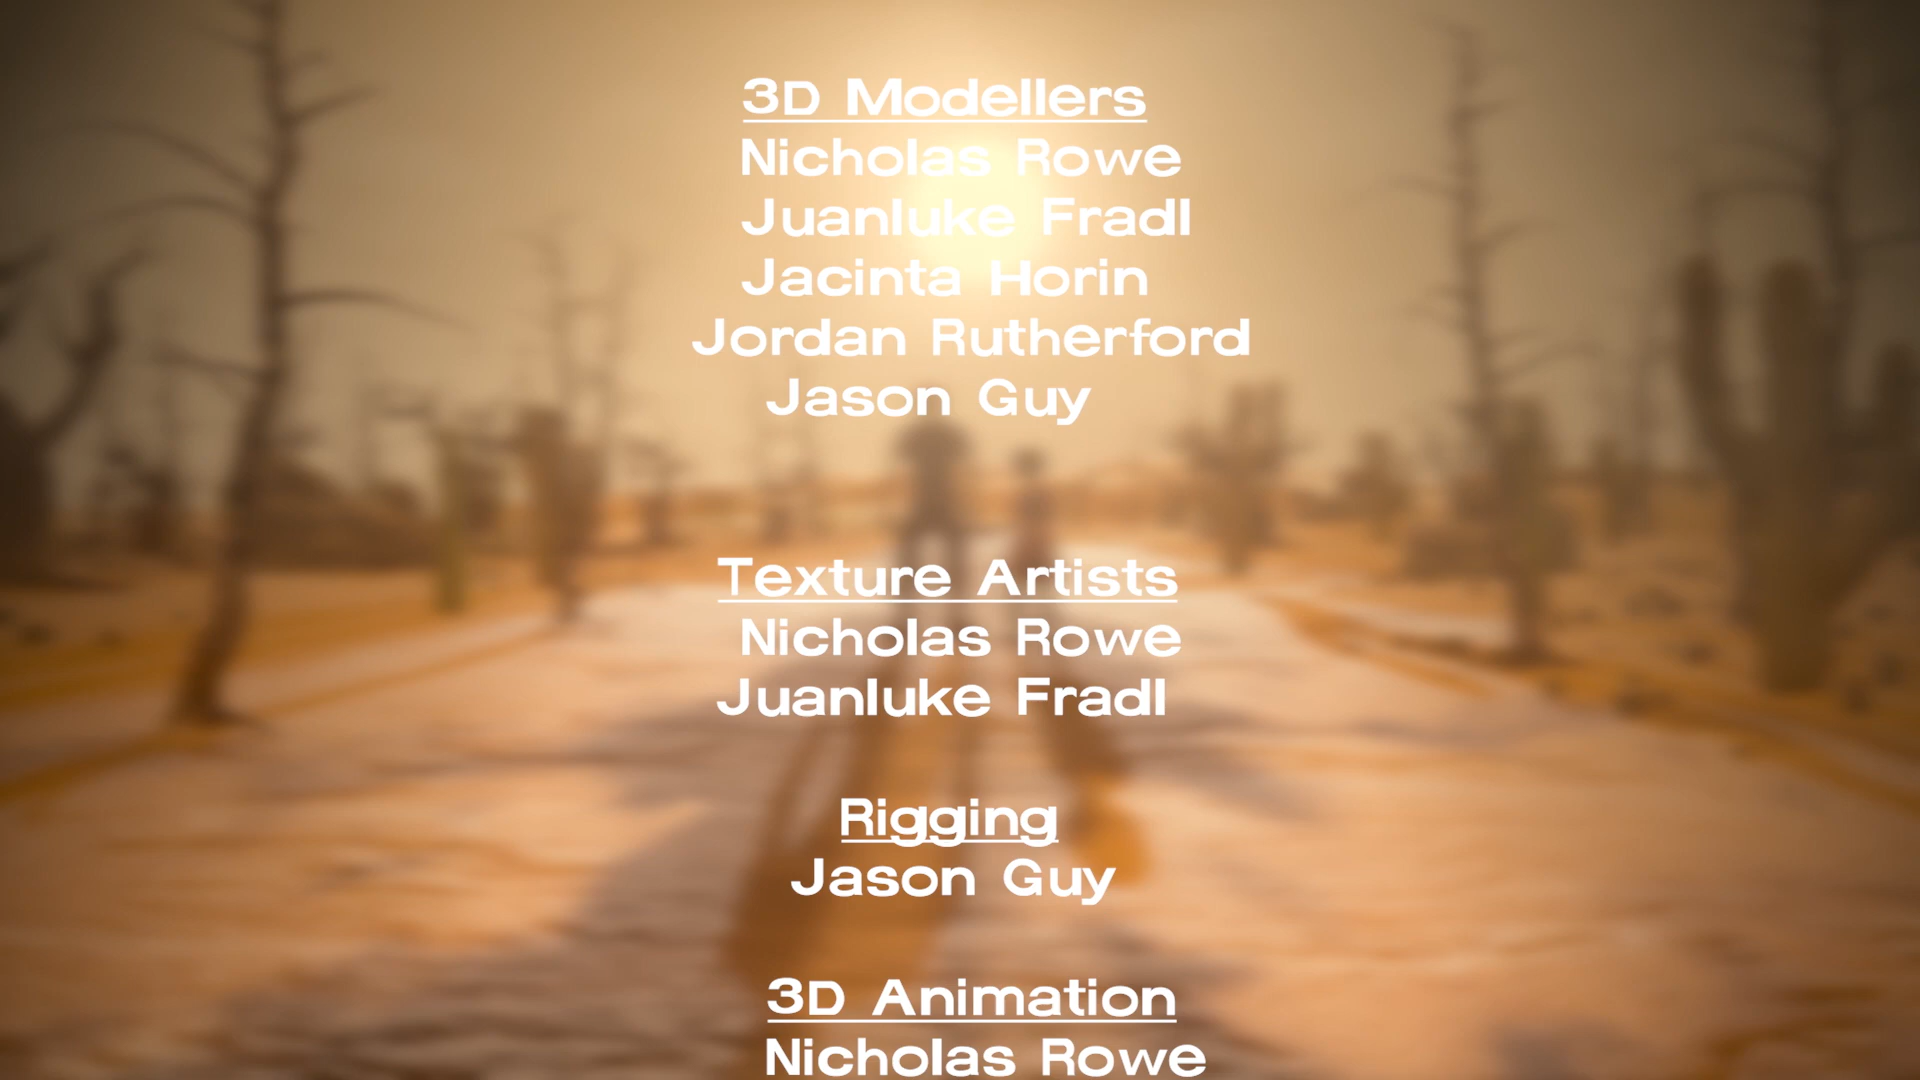 3D Modellers
Nicholas Rowe
Juanluke Fradl
Jacinta Horin
Jordan Rutherford
Jason Guy
Texture Artists
Nicholas Rowe
Juanluke Fradl
Rigging
Jason Guy
3D Animation
Nicholas Rowe